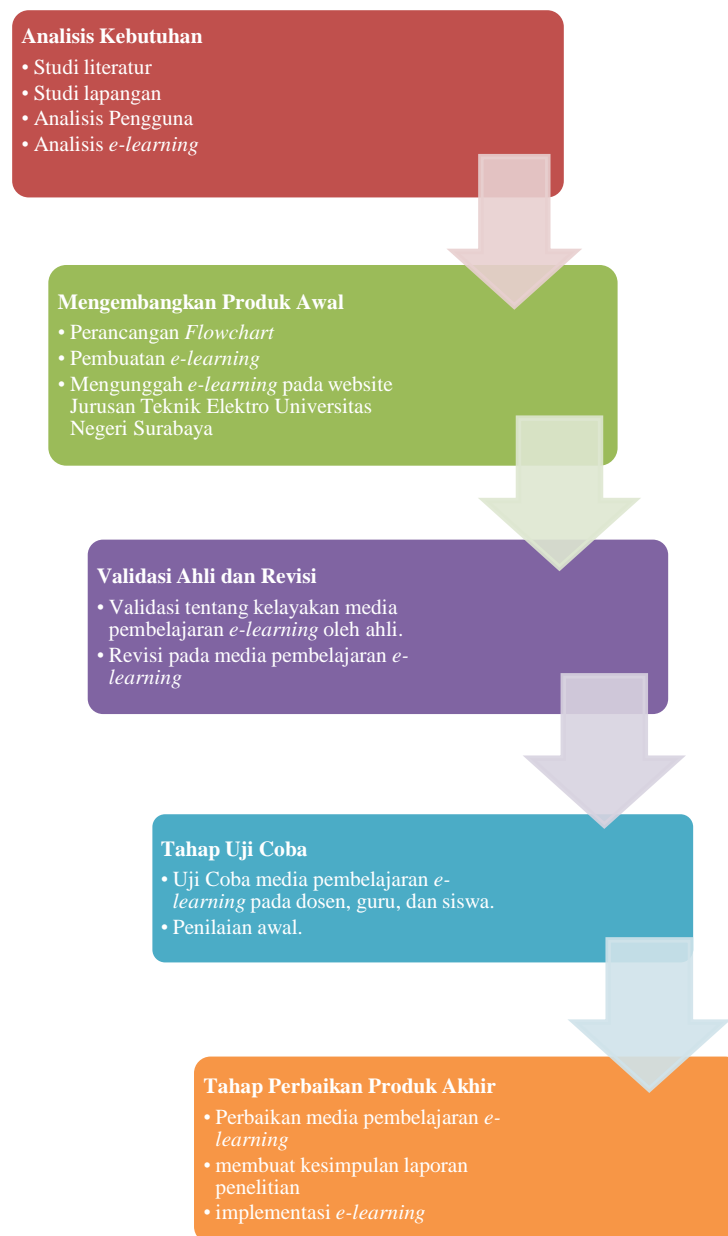 Analisis Kebutuhan
• Studi literatur
• Studi lapangan
• Analisis Pengguna
• Analisis e-learning
Mengembangkan Produk Awal
• Perancangan Flowchart
• Pembuatan e-learning
• Mengunggah e-learning pada website
Jurusan Teknik Elektro Universitas
Negeri Surabaya
Validasi Ahli dan Revisi
• Validasi tentang kelayakan media
pembelajaran e-learning oleh ahli.
• Revisi pada media pembelajaran e-
learning
Tahap Uji Coba
• Uji Coba media pembelajaran e-
learning pada dosen, guru, dan siswa.
• Penilaian awal.
Tahap Perbaikan Produk Akhir
• Perbaikan media pembelajaran e-
learning
• membuat kesimpulan laporan
penelitian
• implementasi e-learning